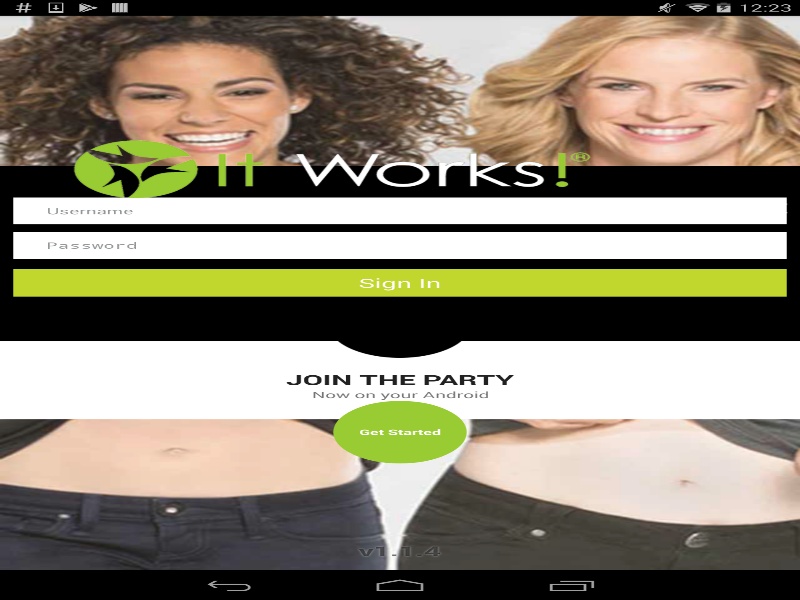 12:23
It Works!®
Username
Password
Sign In
JOIN THE PARTY
Now on your Android
Get Started
v1.1.4